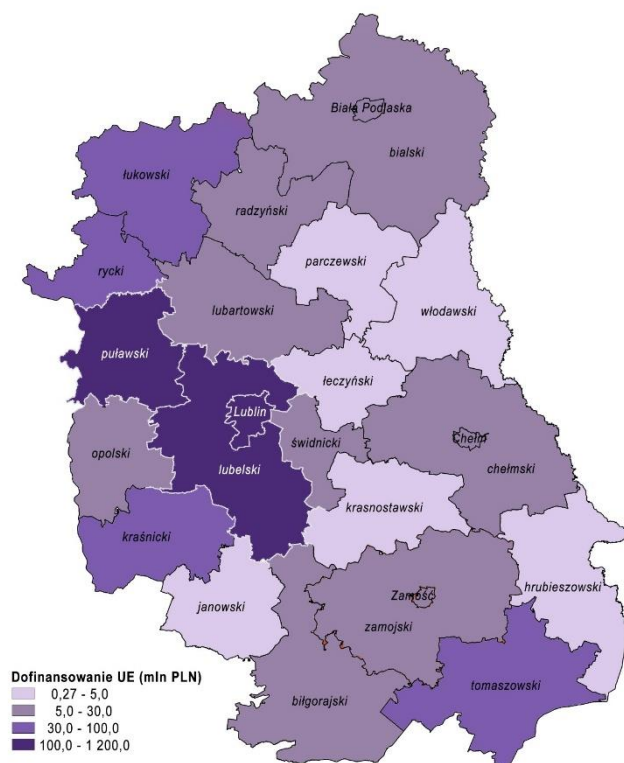 Biała Podlaska
bialski
łukowski
radzyński
parczewski
rycki
włodawski
lubartowski
puławski
łęczyński
Lublin
świdnicki
Chełm
opolski
lubelski
chełmski
krasnostawski
kraśnicki
hrubieszowski
Zamość
janowski
zamojski
tomaszowski
biłgorajski
Dofinansowanie UE (mln PLN)
0,27 - 5,0
5,0 - 30,0
30,0 - 100,0
100,0 - 1 200,0